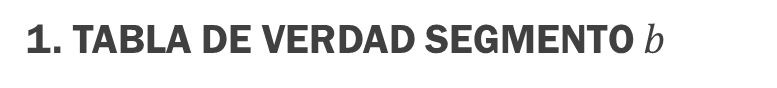 1. TABLA DE VERDAD SEGMENTO b